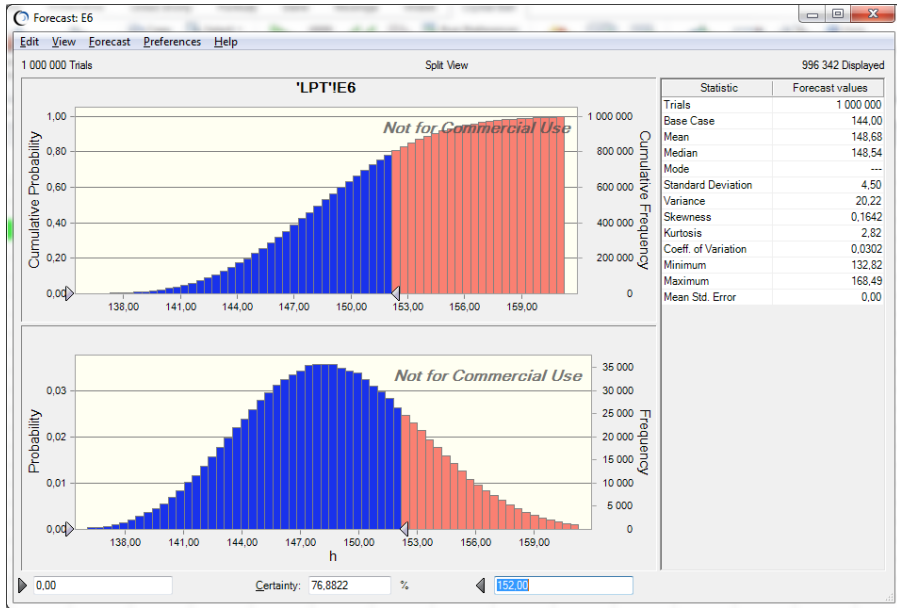 Forecast: E6
Edit View Forecast Preferences Help
1 000 000 Trials Split View 996 342 Displayed
'LPT'!E6
Not for Commercial Use
Cumulative Probability
1,00
0,80
0,60
0,40
0,20
0,00
1 000 000
800 000
600 000
400 000
200 000
0
Cumulative Frequency
138,00 141,00 144,00 147,00 150,00 153,00 156,00 159,00
Not for Commercial Use
Probability
0,03
0,02
0,01
0,00
35 000
30 000
25 000
20 000
15 000
10 000
5 000
0
Frequency
138,00 141,00 144,00 147,00 150,00 153,00 156,00 159,00
h
Statistic Forecast values
Trials 1 000 000
Base Case 144,00
Mean 148,68
Median 148,54
Mode ---
Standard Deviation 4,50
Variance 20,22
Skewness 0,1642
Kurtosis 2,82
Coeff. of Variation 0,0302
Minimum 132,82
Maximum 168,49
Mean Std. Error 0,00
0,00 Certainty: 76,8822 % 152,00